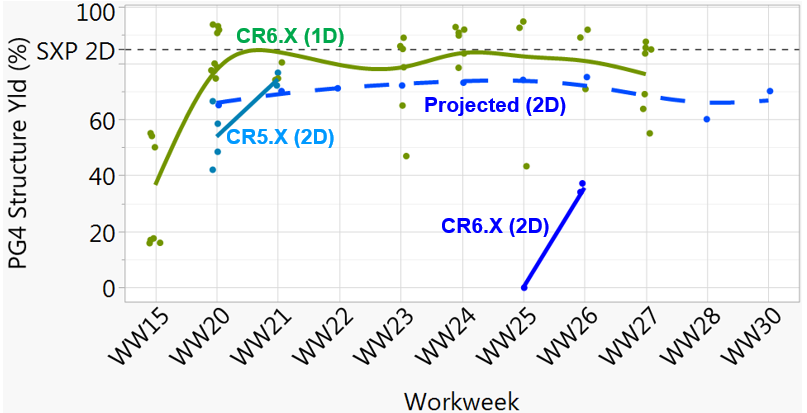 100
SXP 2D
60
40
20
0
PG4 Structure Yld (%)
CR6.X (1D)
Projected (2D)
CR5.X (2D)
CR6.X (2D)
WW15
WW20
WW21
WW22
WW23
WW24
WW25
WW26
WW27
WW28
WW30
Workweek